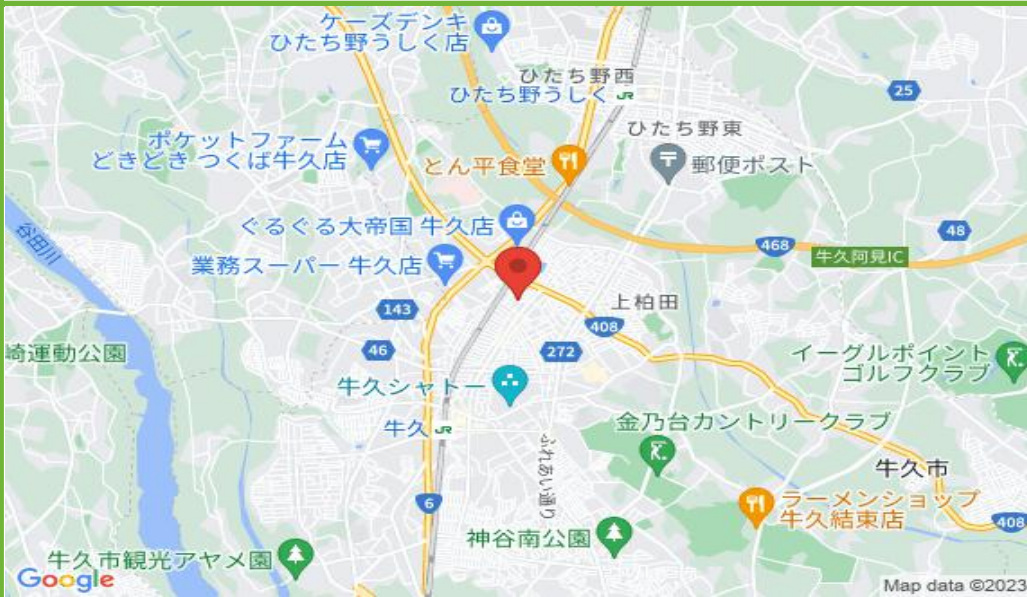 ケーズデンキ
ひたち野うしく店
ひたち野西
ひたち野うしく
JR
25
ポケットファーム
どきどき つくば牛久店
ひたち野東
とん平食堂
郵便ポスト
谷田川
ぐるぐる大帝国 牛久店
48
468
牛久阿見IC
業務スーパー 牛久店
上柏田
143
408
崎運動公園
46
272
イーグルポイント
ゴルフクラブ
牛久シャトー
金乃台カントリークラブ
牛久
JR
ふれあい通り
牛久市
6
ラーメンショップ
牛久結束店
408
神谷南公園
牛久市観光アヤメ園
Google
Map data ©2023